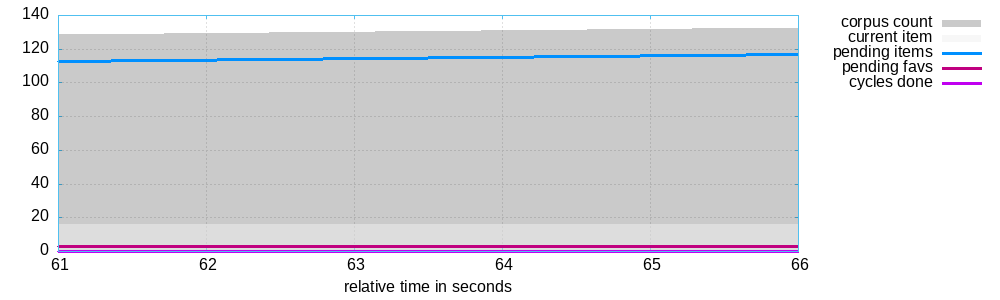 140
120
100
80
60
40
20
0
61 62 63 64 65 66
relative time in seconds
corpus count
current item
pending items
pending favs
cycles done